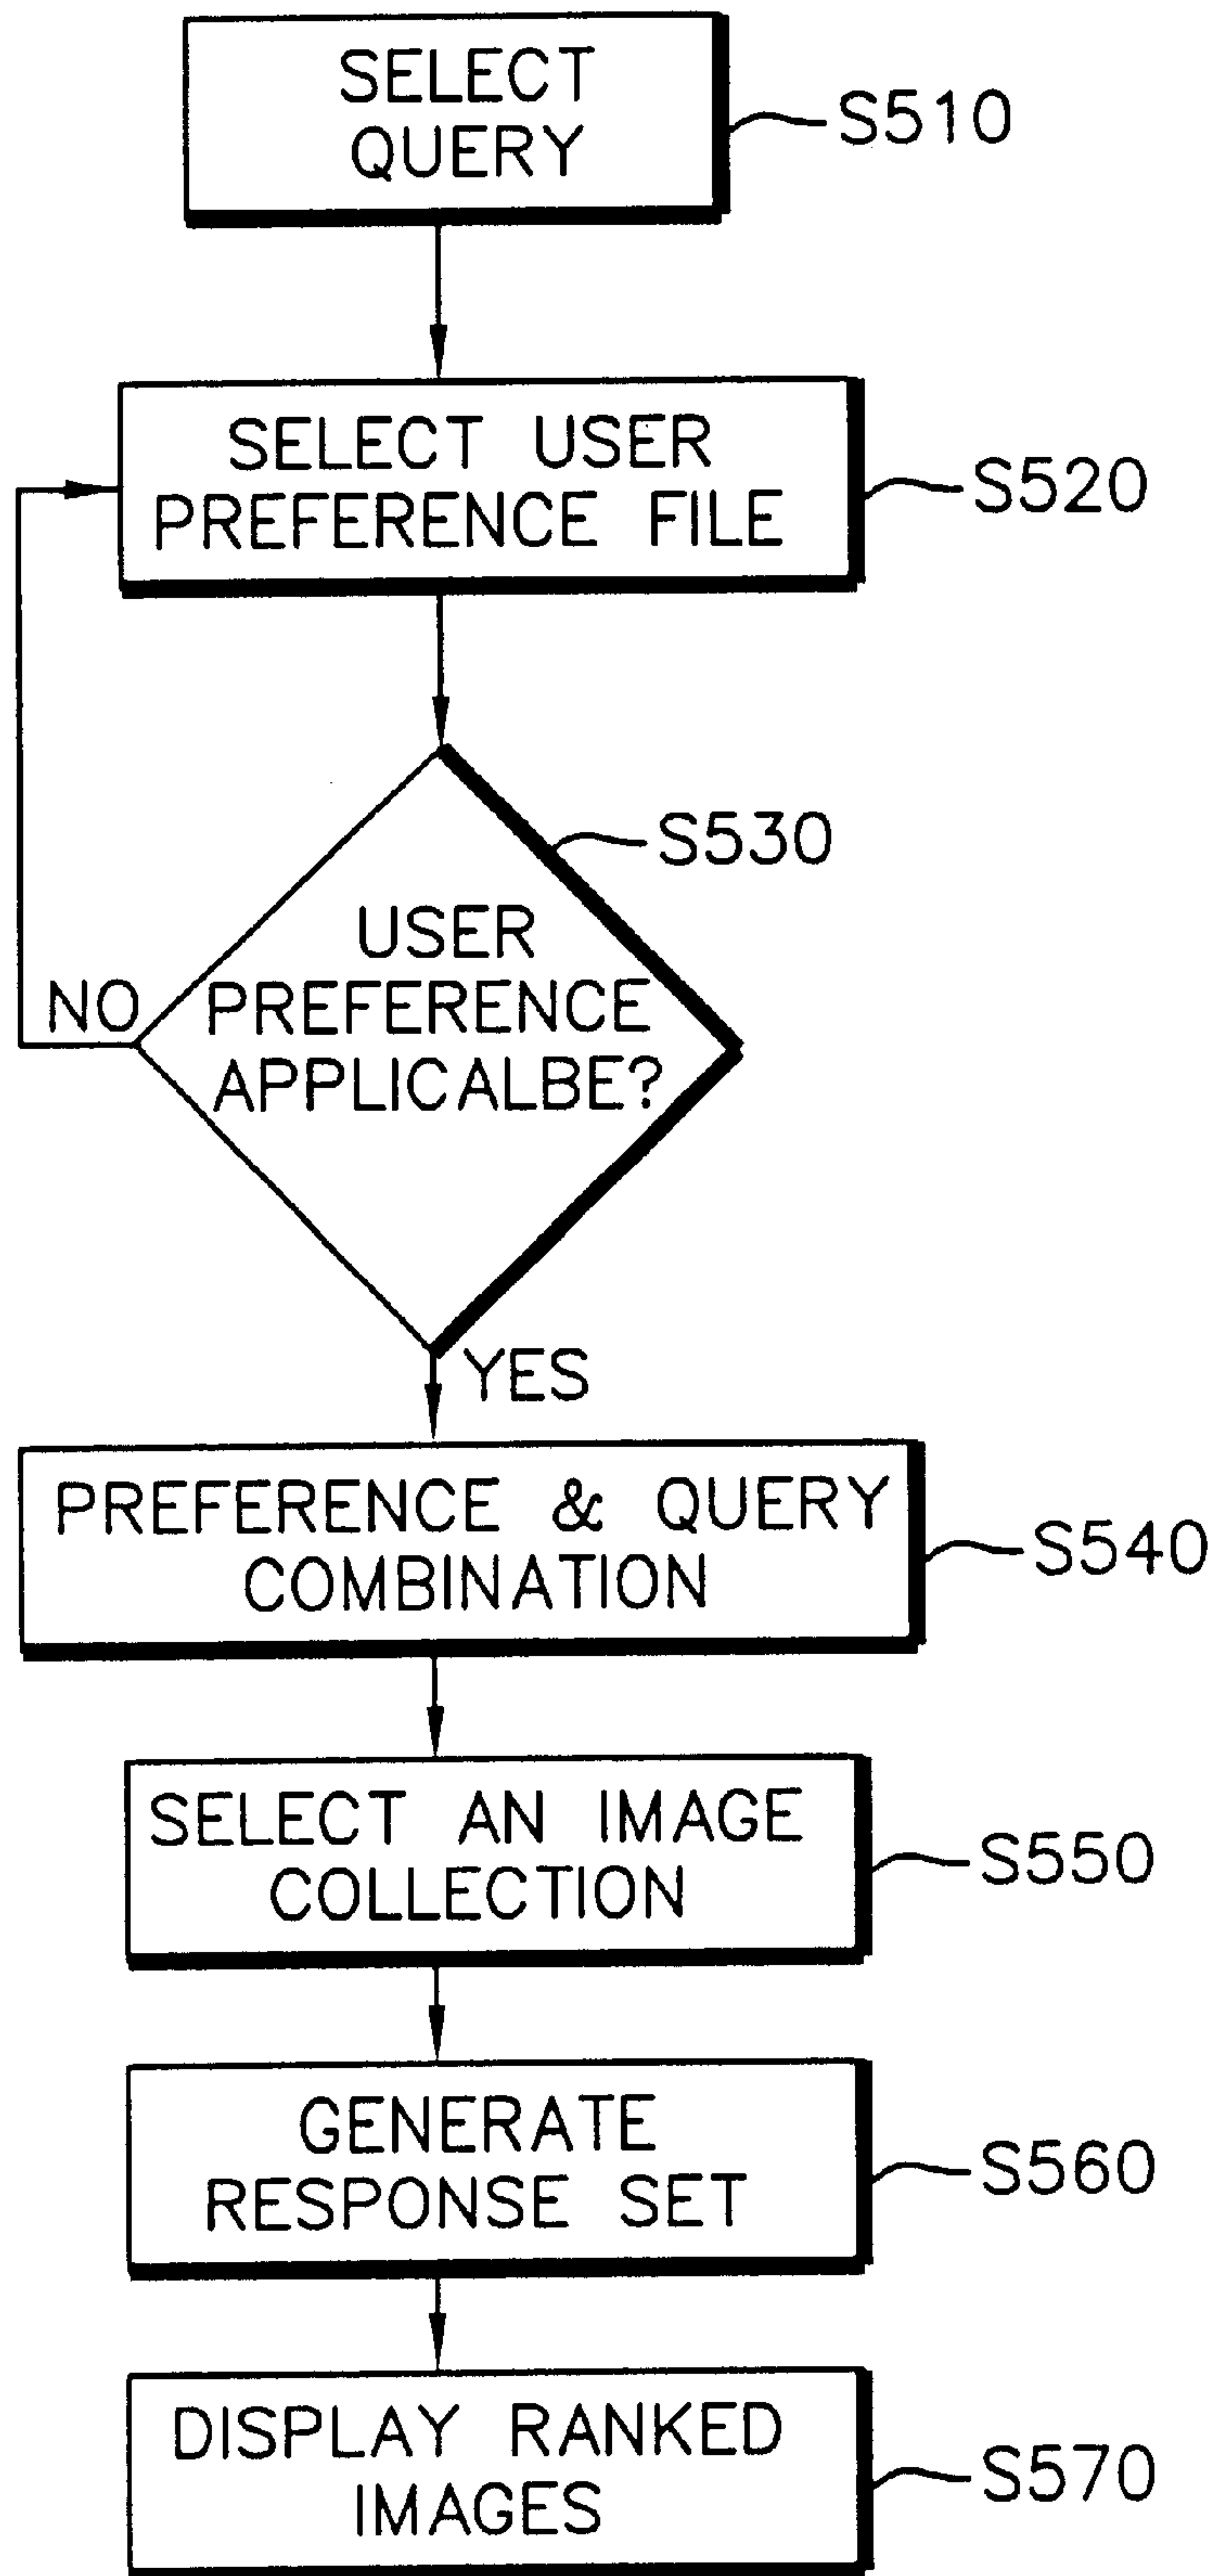 SELECT
QUERY
S510
SELECT USER
PREFERENCE FILE
S520
S530
USER
PREFERENCE
APPLICALBE?
NO
YES
PREFERENCE & QUERY
COMBINATION
S540
SELECT AN IMAGE
COLLECTION
S550
GENERATE
RESPONSE SET
S560
DISPLAY RANKED
IMAGES
S570